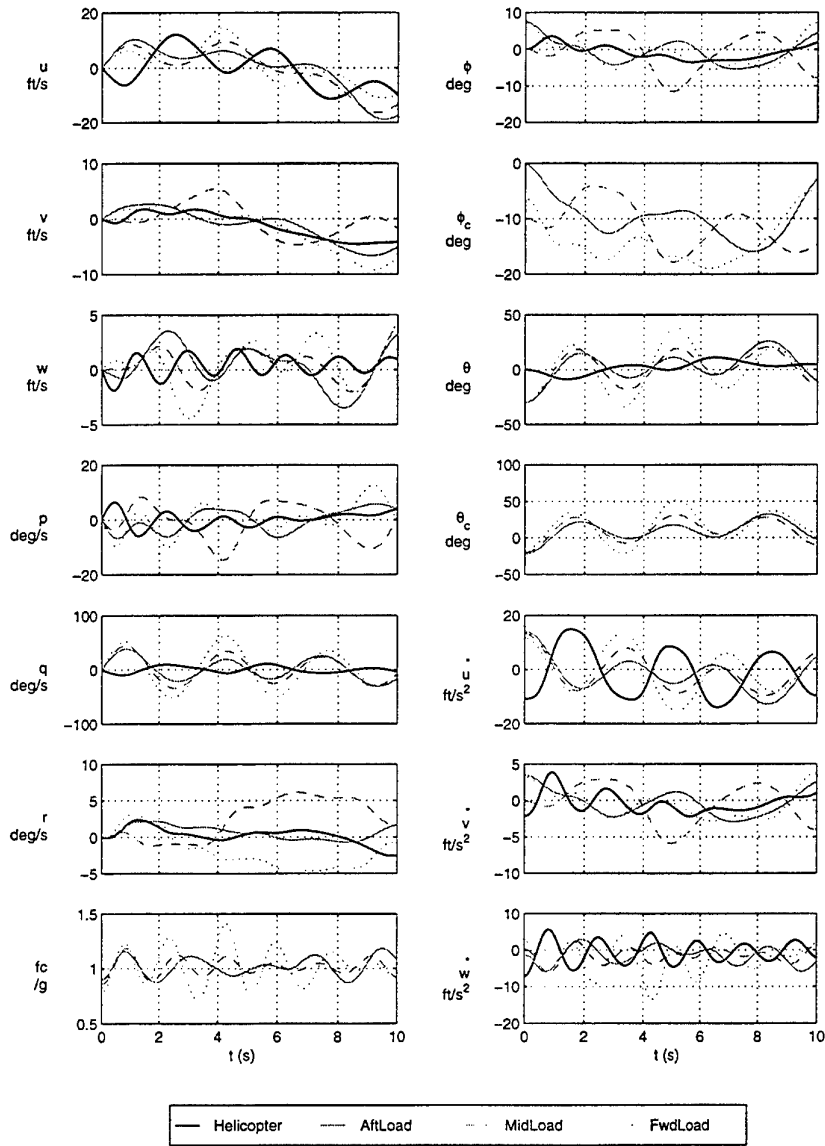 20
u 0
ft/s
-20
10
v 0
ft/s
-10
5
w 0
ft/s
-5
20
p 0
deg/s
-20
100
q 0
deg/s
-100
10
r 5
deg/s 0
-5
1.5
fc 1
/g
0.5
0 2 4 6 8 10
t (s)
10
ϕ 0
deg -10
-20
0
ϕc -10
deg
-20
50
θ 0
deg
-50
100
50
θc 0
deg
-50
20
u̇ 0
ft/s²
-20
5
v̇ 0
ft/s² -5
-10
10
0
ẇ -10
ft/s²
-20
0 2 4 6 8 10
t (s)
Helicopter AftLoad MidLoad FwdLoad